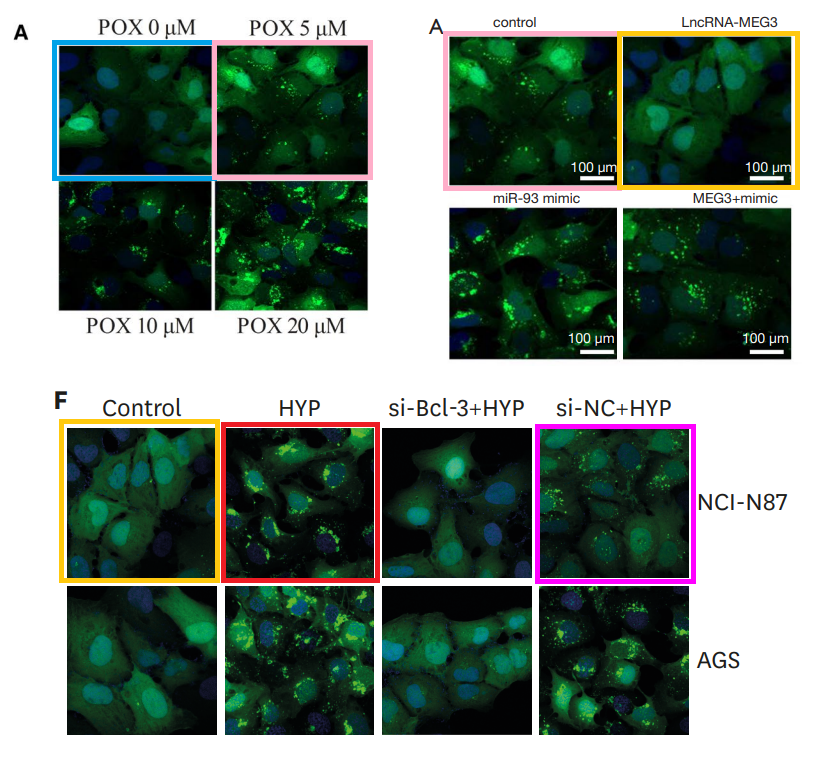 A
POX 0 µM
POX 5 µM
POX 10 µM
POX 20 µM
A
control
LncRNA-MEG3
100 µm
100 µm
miR-93 mimic
MEG3+mimic
100 µm
100 µm
F
Control
HYP
si-Bcl-3+HYP
si-NC+HYP
NCI-N87
AGS